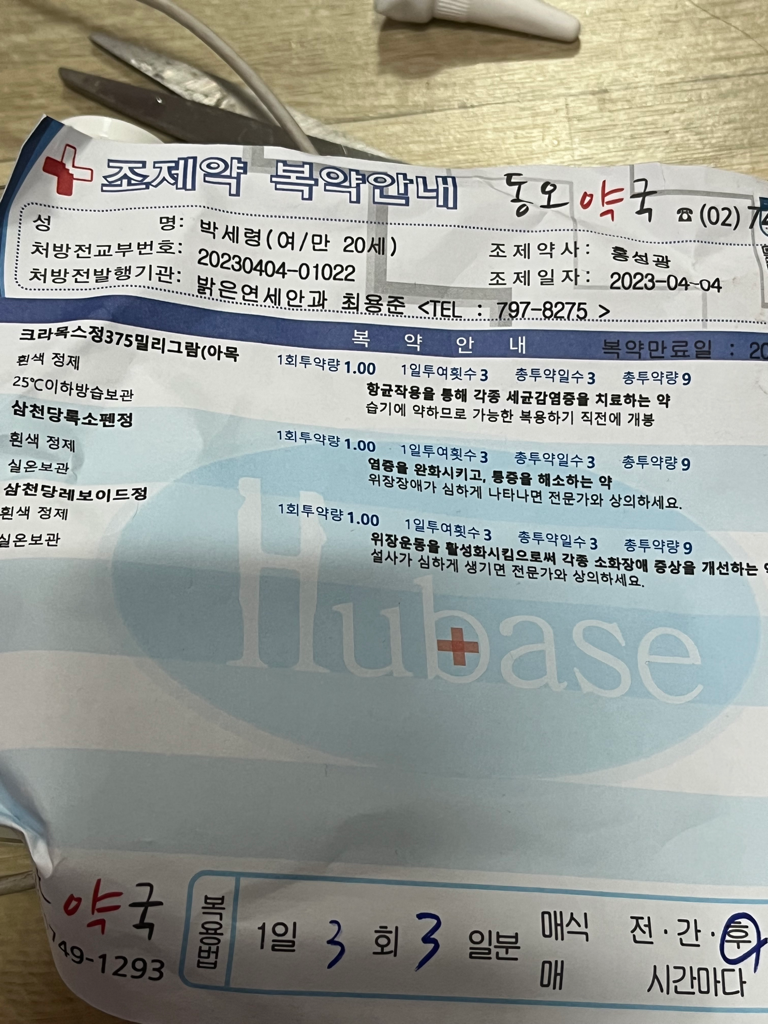 조제약 복약안내 동오약국 ☎(02) 74
성 명: 박세령(여/만 20세) 조제약사: 홍성광
처방전교부번호: 20230404-01022 조제일자: 2023-04-04
처방전발행기관: 밝은연세안과 최용준 <TEL : 797-8275 >
복 약 안 내 복약만료일 : 20
크라목스정375밀리그람(아목 1회투약량 1.00 1일투여횟수 3 총투약일수 3 총투약량 9
흰색 정제 항균작용을 통해 각종 세균감염증을 치료하는 약
25℃이하방습보관 습기에 약하므로 가능한 복용하기 직전에 개봉
삼천당록소펜정 1회투약량 1.00 1일투여횟수 3 총투약일수 3 총투약량 9
흰색 정제 염증을 완화시키고, 통증을 해소하는 약
실온보관 위장장애가 심하게 나타나면 전문가와 상의하세요.
삼천당레보이드정 1회투약량 1.00 1일투여횟수 3 총투약일수 3 총투약량 9
흰색 정제 위장운동을 활성화시킴으로써 각종 소화장애 증상을 개선하는
실온보관 설사가 심하게 생기면 전문가와 상의하세요.
Hubase
약국
749-1293
복용법
1일 3 회 3 일분 매식 전·간·후
매 시간마다